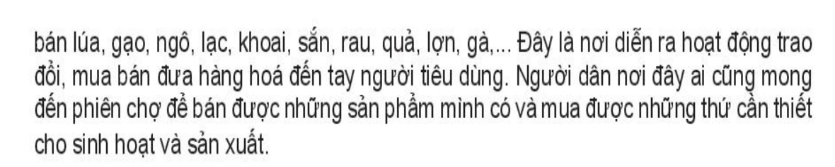 bán lúa, gạo, ngô, lạc, khoai, sắn, rau, quả, lợn, gà,... Đây là nơi diễn ra hoạt động trao
đổi, mua bán đưa hàng hoá đến tay người tiêu dùng. Người dân nơi đây ai cũng mong
đến phiên chợ để bán được những sản phẩm mình có và mua được những thứ cần thiết
cho sinh hoạt và sản xuất.